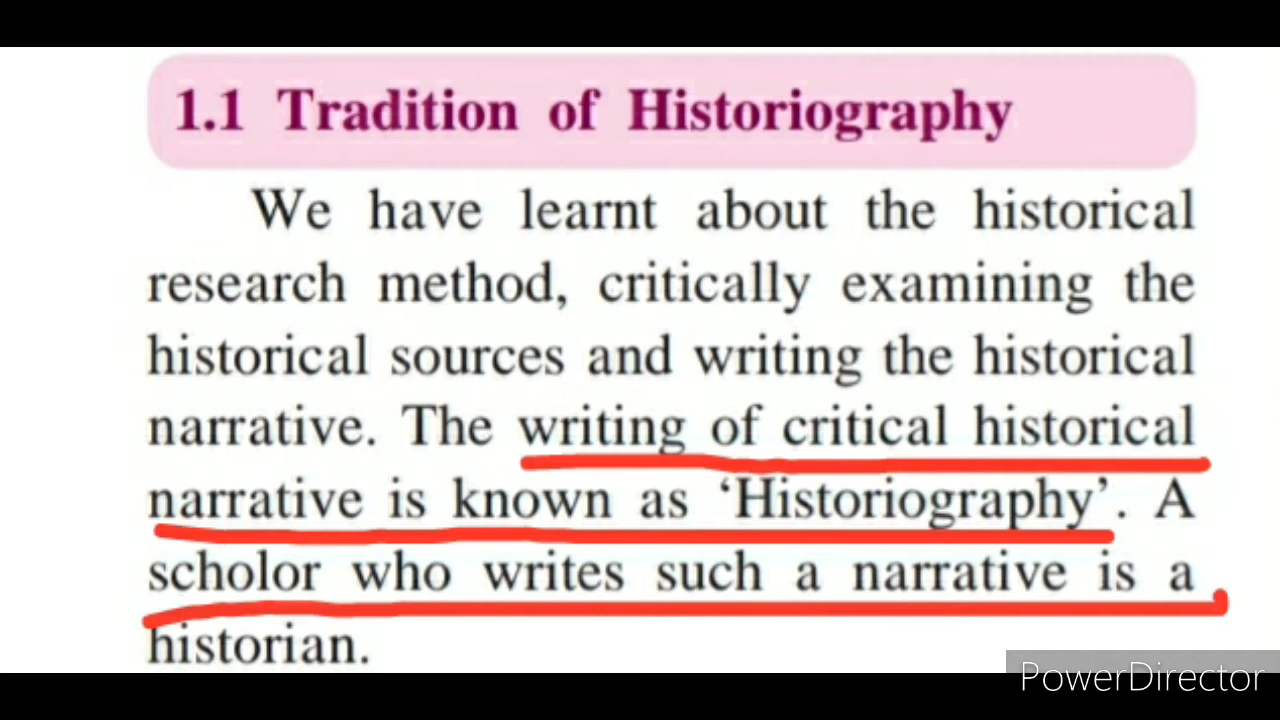 1.1 Tradition of Historiography
We have learnt about the historical
research method, critically examining the
historical sources and writing the historical
narrative. The writing of critical historical
narrative is known as ‘Historiography’. A
scholor who writes such a narrative is a
historian.
PowerDirector